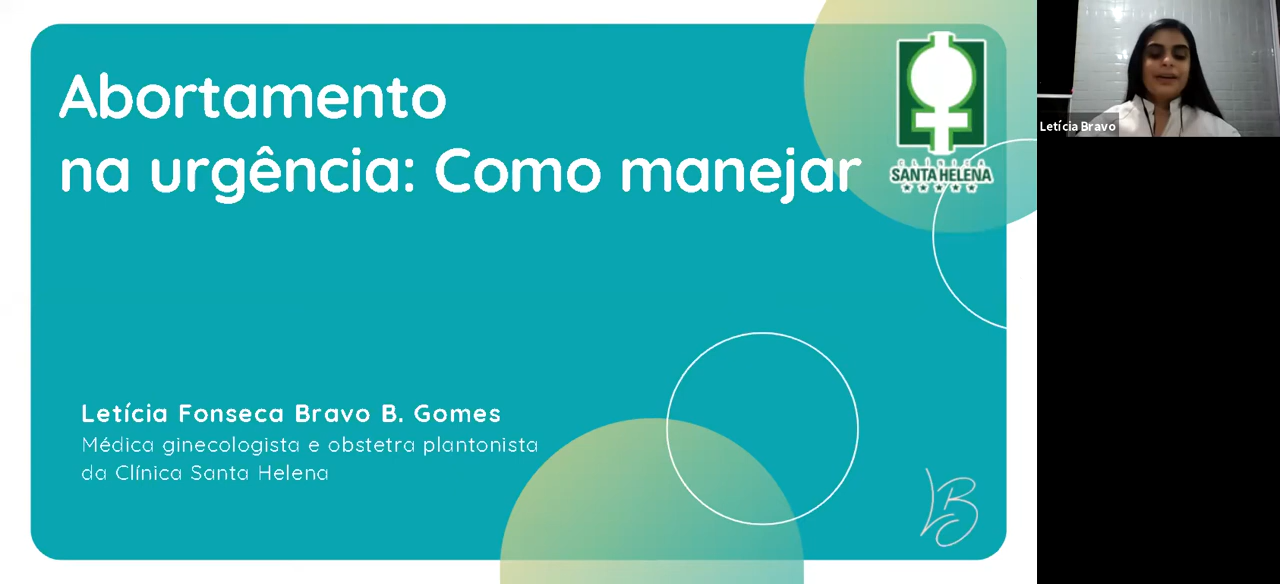 Abortamento
na urgência: Como manejar
CLÍNICA
SANTA HELENA
Letícia Bravo
Letícia Fonseca Bravo B. Gomes
Médica ginecologista e obstetra plantonista
da Clínica Santa Helena
LB